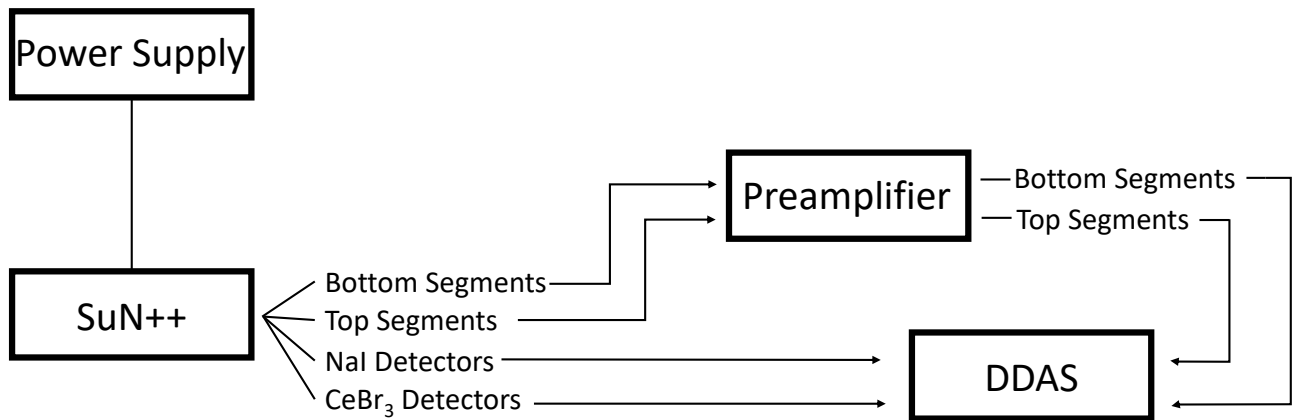 Power Supply
Preamplifier
Bottom Segments
Top Segments
SuN++
Bottom Segments
Top Segments
NaI Detectors
CeBr₃ Detectors
DDAS